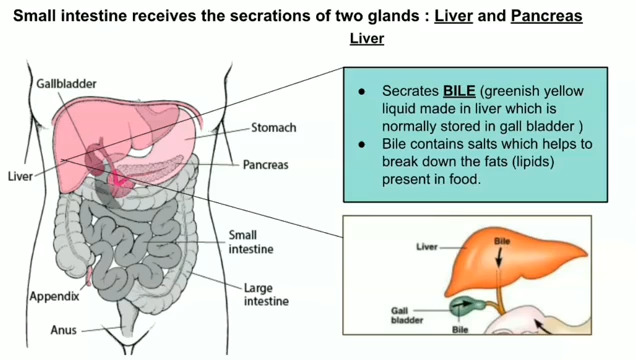 Small intestine receives the secrations of two glands : Liver and Pancreas
Liver
Gallbladder
Stomach
Pancreas
Liver
Small
intestine
Large
intestine
Appendix
Anus
● Secrates BILE (greenish yellow
liquid made in liver which is
normally stored in gall bladder )
● Bile contains salts which helps to
break down the fats (lipids)
present in food.
Liver
Bile
Gall
bladder
Bile